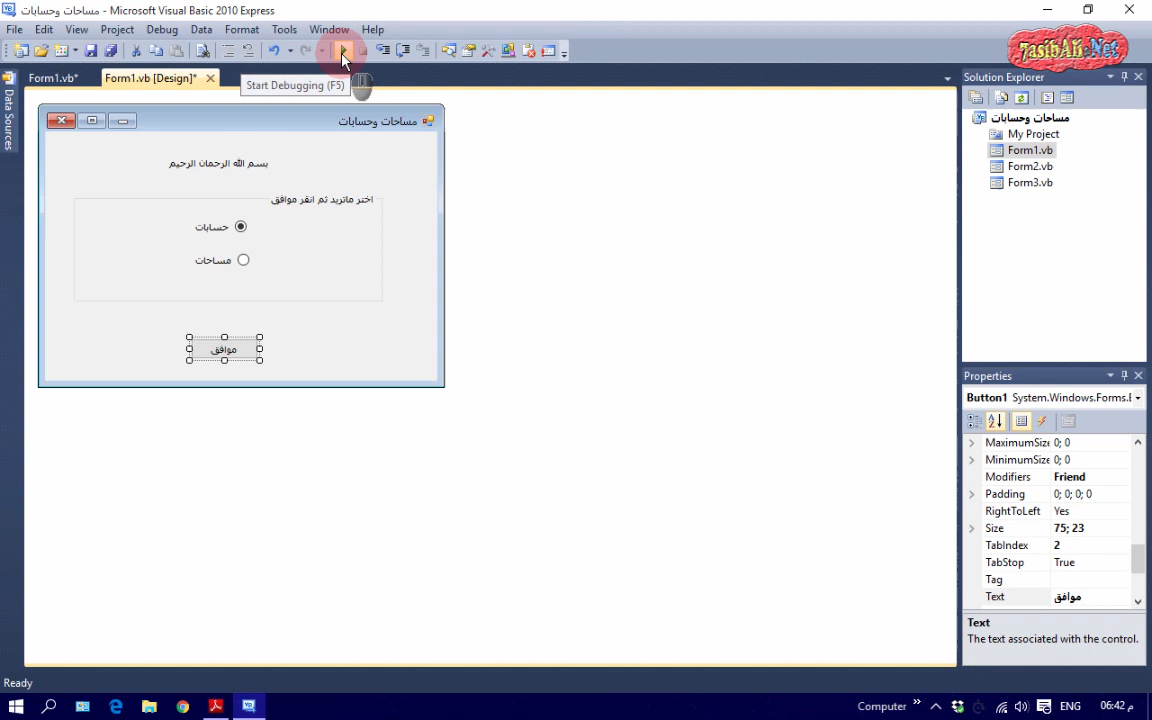 مساحات وحسابات - Microsoft Visual Basic 2010 Express
File Edit View Project Debug Data Format Tools Window Help
7asibAli.Net
Form1.vb* Form1.vb [Design]*
Start Debugging (F5)
Data Sources
مساحات وحسابات
بسم الله الرحمان الرحيم
اختر ماتريد ثم انقر موافق
حسابات
مساحات
موافق
Solution Explorer
مساحات وحسابات
My Project
Form1.vb
Form2.vb
Form3.vb
Properties
Button1 System.Windows.Forms.
MaximumSize 0; 0
MinimumSize 0; 0
Modifiers Friend
Padding 0; 0; 0; 0
RightToLeft Yes
Size 75; 23
TabIndex 2
TabStop True
Tag
Text موافق
Text
The text associated with the control.
Ready
Computer » ENG 06:42 م